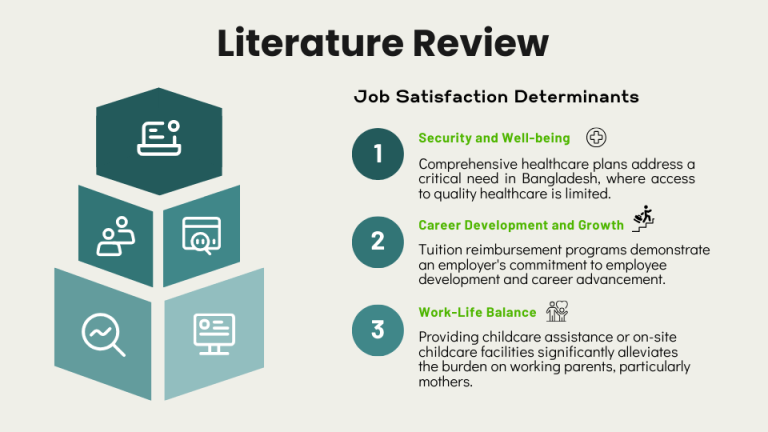 Literature Review
Job Satisfaction Determinants
1
Security and Well-being
Comprehensive healthcare plans address a
critical need in Bangladesh, where access
to quality healthcare is limited.
2
Career Development and Growth
Tuition reimbursement programs demonstrate
an employer's commitment to employee
development and career advancement.
3
Work-Life Balance
Providing childcare assistance or on-site
childcare facilities significantly alleviates
the burden on working parents, particularly
mothers.